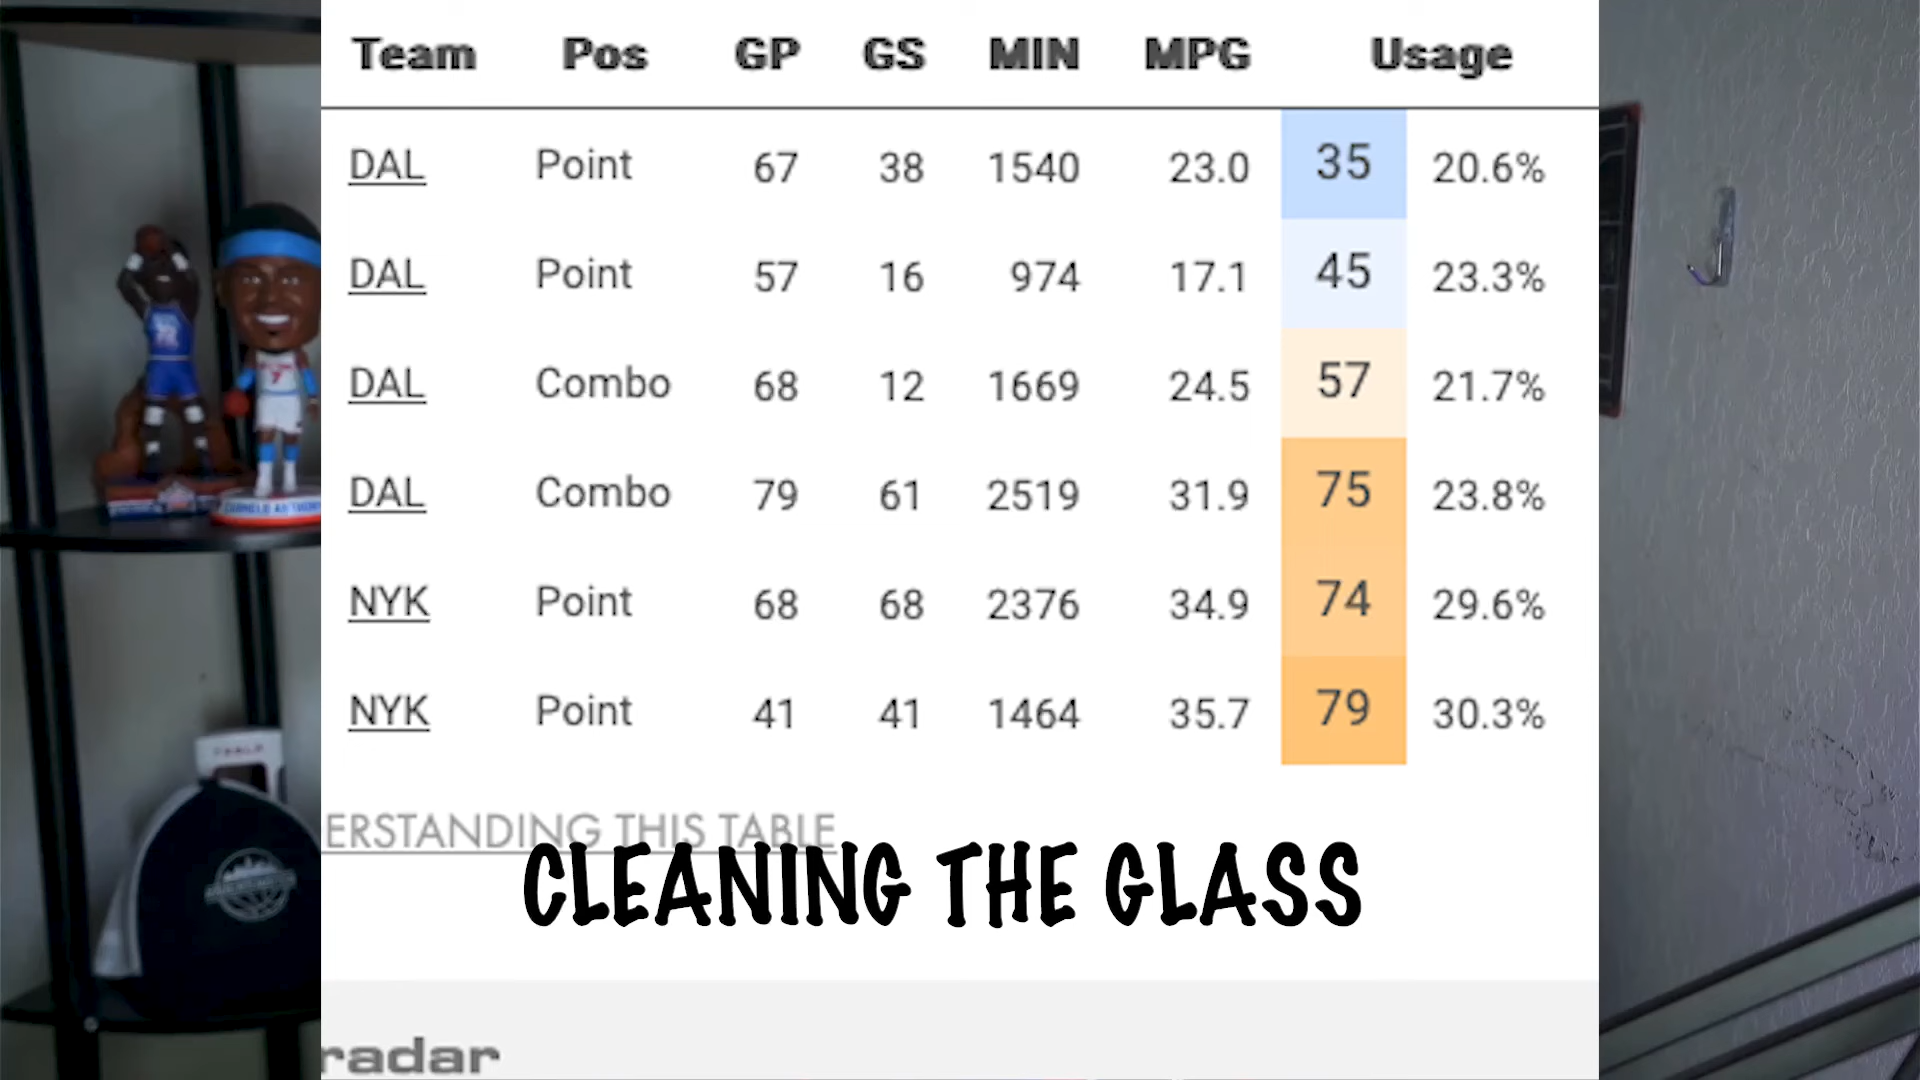 Team Pos GP GS MIN MPG Usage
DAL Point 67 38 1540 23.0 35 20.6%
DAL Point 57 16 974 17.1 45 23.3%
DAL Combo 68 12 1669 24.5 57 21.7%
DAL Combo 79 61 2519 31.9 75 23.8%
NYK Point 68 68 2376 34.9 74 29.6%
NYK Point 41 41 1464 35.7 79 30.3%
ERSTANDING THIS TABLE
CLEANING THE GLASS
radar
7